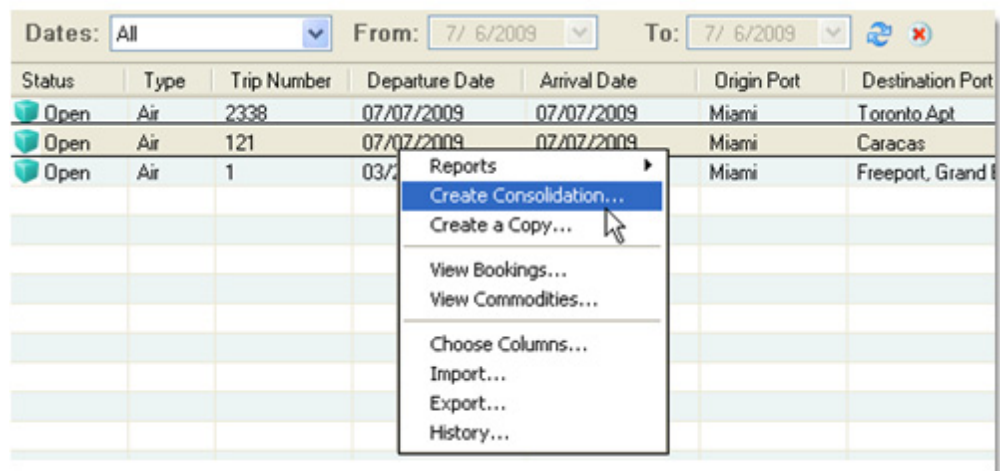 Dates: All From: 7/ 6/2009 To: 7/ 6/2009
Status Type Trip Number Departure Date Arrival Date Origin Port Destination Port
Open Air 2338 07/07/2009 07/07/2009 Miami Toronto Apt
Open Air 121 07/07/2009 07/07/2009 Miami Caracas
Open Air 1 03/2 Miami Freeport, Grand
Reports
Create Consolidation...
Create a Copy...
View Bookings...
View Commodities...
Choose Columns...
Import...
Export...
History...